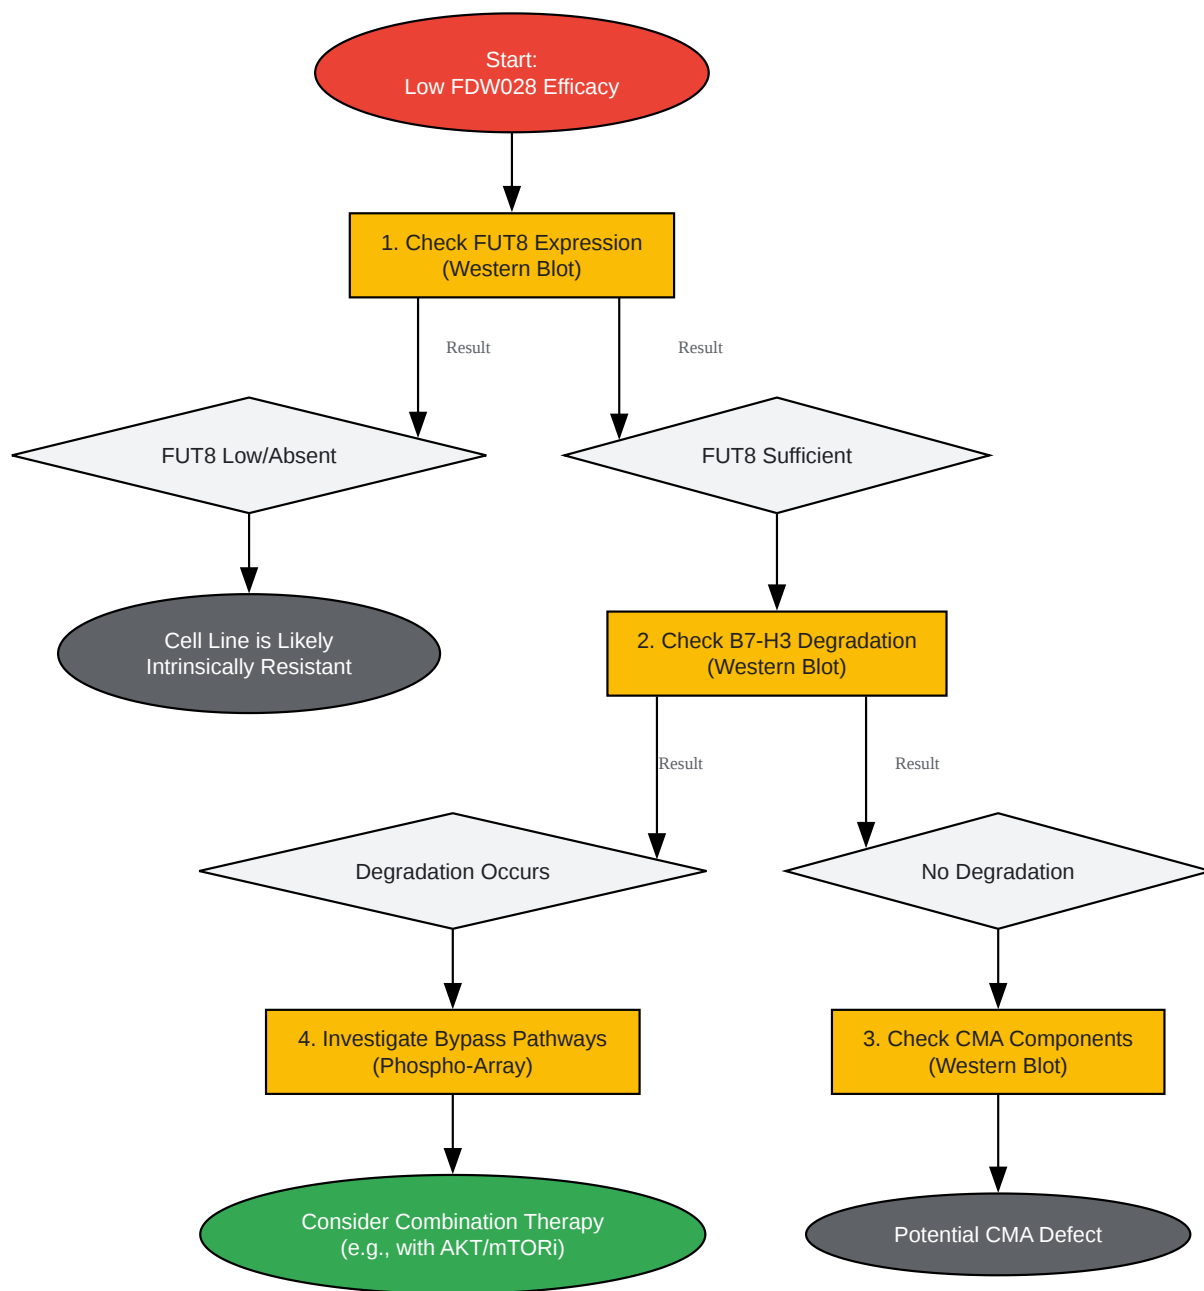 Start:
Low FDW028 Efficacy
1. Check FUT8 Expression
(Western Blot)
Result
Result
FUT8 Low/Absent
FUT8 Sufficient
Cell Line is Likely
Intrinsically Resistant
2. Check B7-H3 Degradation
(Western Blot)
Result
Result
Degradation Occurs
No Degradation
4. Investigate Bypass Pathways
(Phospho-Array)
3. Check CMA Components
(Western Blot)
Consider Combination Therapy
(e.g., with AKT/mTORi)
Potential CMA Defect